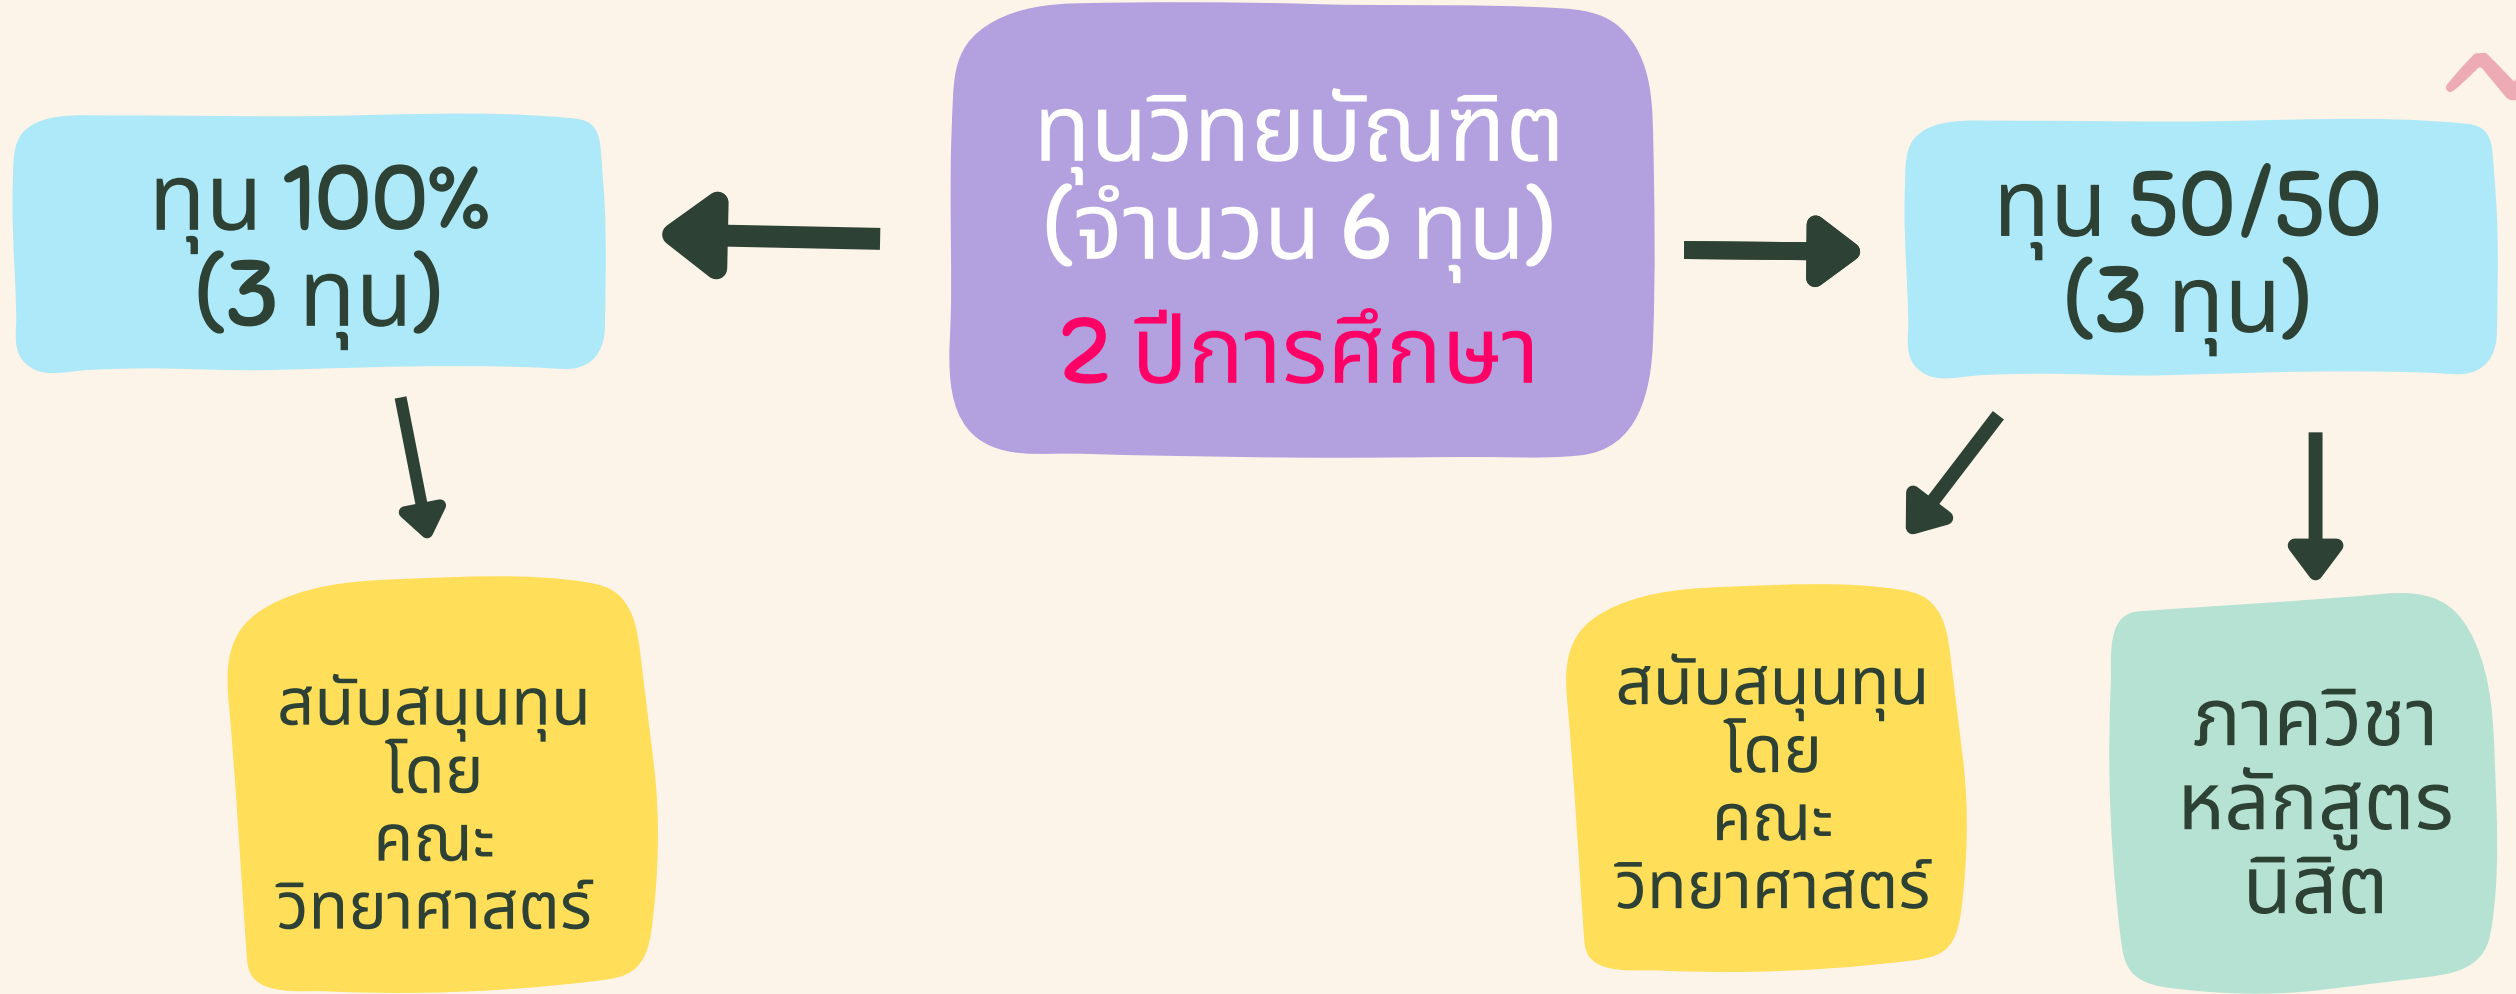 ทุนวิทยบัณฑิต
(จำนวน 6 ทุน)
2 ปีการศึกษา
ทุน 100%
(3 ทุน)
ทุน 50/50
(3 ทุน)
สนับสนุนทุน
โดย
คณะ
วิทยาศาสตร์
สนับสนุนทุน
โดย
คณะ
วิทยาศาสตร์
ภาควิชา
หลักสูตร
นิสิต